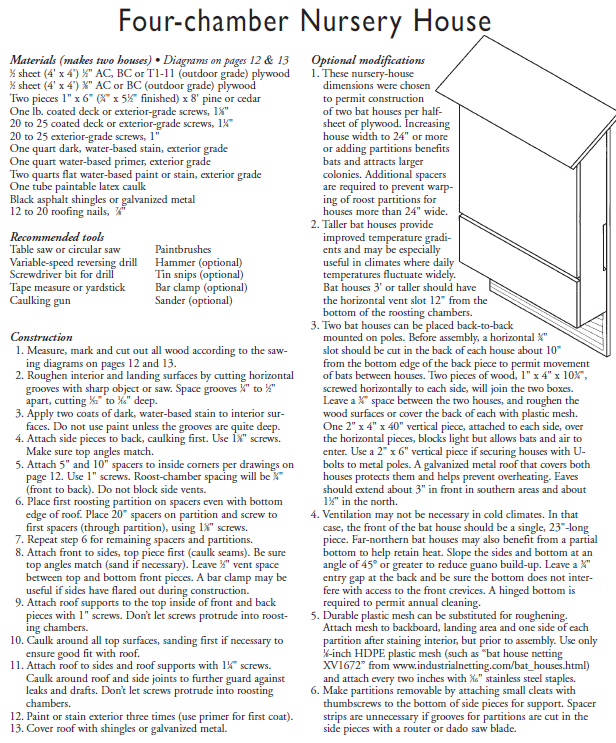 Four-chamber Nursery House
Materials (makes two houses) • Diagrams on pages 12 & 13
½ sheet (4' x 4') ½" AC, BC or T1-11 (outdoor grade) plywood
½ sheet (4' x 4') ⅜" AC or BC (outdoor grade) plywood
Two pieces 1" x 6" (¾" x 5½" finished) x 8' pine or cedar
One lb. coated deck or exterior-grade screws, 1⅝"
20 to 25 coated deck or exterior-grade screws, 1¼"
20 to 25 exterior-grade screws, 1"
One quart dark, water-based stain, exterior grade
One quart water-based primer, exterior grade
Two quarts flat water-based paint or stain, exterior grade
One tube paintable latex caulk
Black asphalt shingles or galvanized metal
12 to 20 roofing nails, ⅞"
Recommended tools
Table saw or circular saw
Variable-speed reversing drill
Screwdriver bit for drill
Tape measure or yardstick
Caulking gun
Paintbrushes
Hammer (optional)
Tin snips (optional)
Bar clamp (optional)
Sander (optional)
Construction
1. Measure, mark and cut out all wood according to the saw-
ing diagrams on pages 12 and 13.
2. Roughen interior and landing surfaces by cutting horizontal
grooves with sharp object or saw. Space grooves ¼" to ½"
apart, cutting 1/32" to 1/16" deep.
3. Apply two coats of dark, water-based stain to interior sur-
faces. Do not use paint unless the grooves are quite deep.
4. Attach side pieces to back, caulking first. Use 1⅝" screws.
Make sure top angles match.
5. Attach 5" and 10" spacers to inside corners per drawings on
page 12. Use 1" screws. Roost-chamber spacing will be ¾"
(front to back). Do not block side vents.
6. Place first roosting partition on spacers even with bottom
edge of roof. Place 20" spacers on partition and screw to
first spacers (through partition), using 1⅝" screws.
7. Repeat step 6 for remaining spacers and partitions.
8. Attach front to sides, top piece first (caulk seams). Be sure
top angles match (sand if necessary). Leave ½" vent space
between top and bottom front pieces. A bar clamp may be
useful if sides have flared out during construction.
9. Attach roof supports to the top inside of front and back
pieces with 1" screws. Don't let screws protrude into roost-
ing chambers.
10. Caulk around all top surfaces, sanding first if necessary to
ensure good fit with roof.
11. Attach roof to sides and roof supports with 1¼" screws.
Caulk around roof and side joints to further guard against
leaks and drafts. Don't let screws protrude into roosting
chambers.
12. Paint or stain exterior three times (use primer for first coat).
13. Cover roof with shingles or galvanized metal.
Optional modifications
1. These nursery-house
dimensions were chosen
to permit construction
of two bat houses per half-
sheet of plywood. Increasing
house width to 24" or more
or adding partitions benefits
bats and attracts larger
colonies. Additional spacers
are required to prevent warp-
ing of roost partitions for
houses more than 24" wide.
2. Taller bat houses provide
improved temperature gradi-
ents and may be especially
useful in climates where daily
temperatures fluctuate widely.
Bat houses 3' or taller should have
the horizontal vent slot 12" from the
bottom of the roosting chambers.
3. Two bat houses can be placed back-to-back
mounted on poles. Before assembly, a horizontal ¾"
slot should be cut in the back of each house about 10"
from the bottom edge of the back piece to permit movement
of bats between houses. Two pieces of wood, 1" x 4" x 10¾",
screwed horizontally to each side, will join the two boxes.
Leave a ¾" space between the two houses, and roughen the
wood surfaces or cover the back of each with plastic mesh.
One 2" x 4" x 40" vertical piece, attached to each side, over
the horizontal pieces, blocks light but allows bats and air to
enter. Use a 2" x 6" vertical piece if securing houses with U-
bolts to metal poles. A galvanized metal roof that covers both
houses protects them and helps prevent overheating. Eaves
should extend about 3" in front in southern areas and about
1½" in the north.
4. Ventilation may not be necessary in cold climates. In that
case, the front of the bat house should be a single, 23"-long
piece. Far-northern bat houses may also benefit from a partial
bottom to help retain heat. Slope the sides and bottom at an
angle of 45° or greater to reduce guano build-up. Leave a ¾"
entry gap at the back and be sure the bottom does not inter-
fere with access to the front crevices. A hinged bottom is
required to permit annual cleaning.
5. Durable plastic mesh can be substituted for roughening.
Attach mesh to backboard, landing area and one side of each
partition after staining interior, but prior to assembly. Use only
⅛-inch HDPE plastic mesh (such as "bat house netting
XV1672" from www.industrialnetting.com/bat_houses.html)
and attach every two inches with 5/16" stainless steel staples.
6. Make partitions removable by attaching small cleats with
thumbscrews to the bottom of side pieces for support. Spacer
strips are unnecessary if grooves for partitions are cut in the
side pieces with a router or dado saw blade.